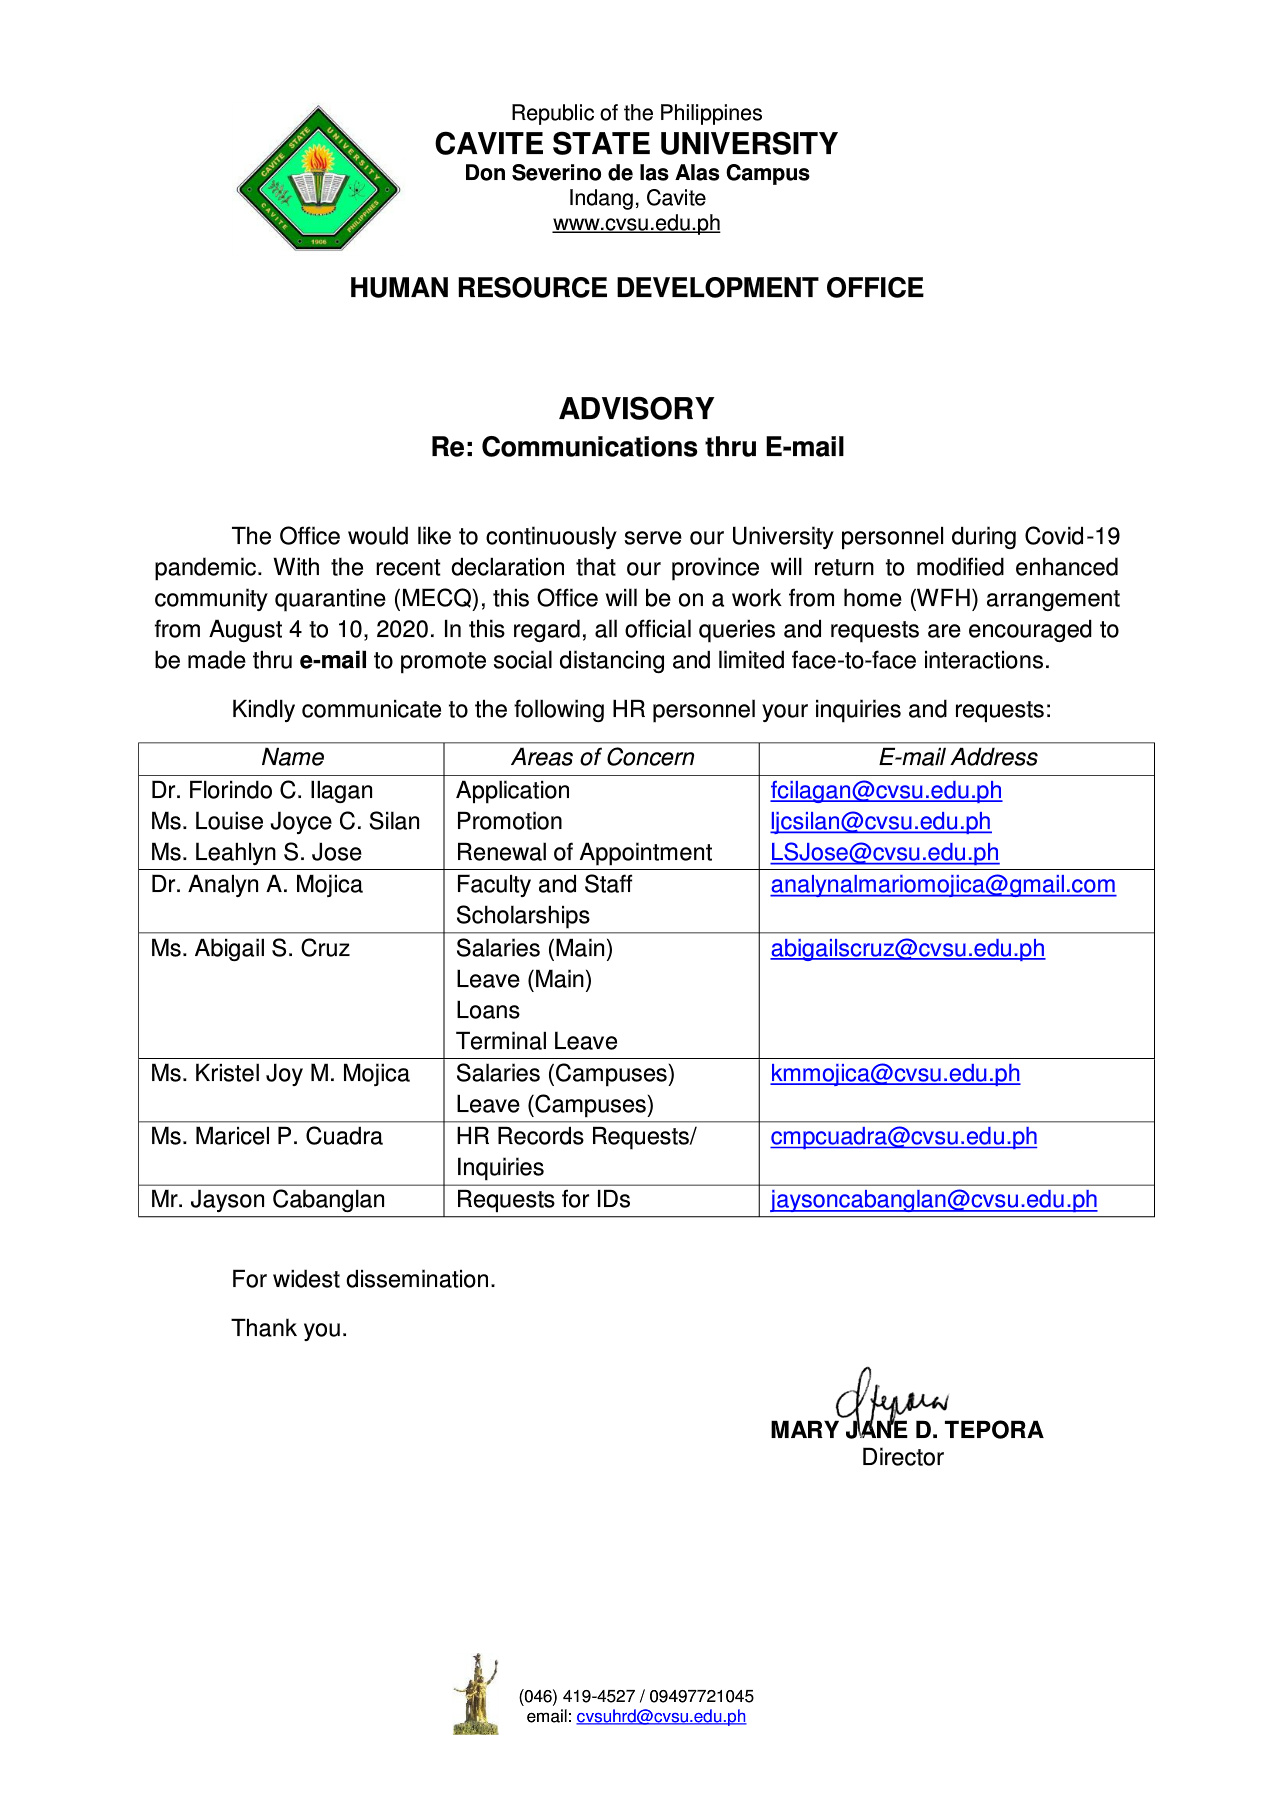 Republic of the Philippines
CAVITE STATE UNIVERSITY
Don Severino de las Alas Campus
Indang, Cavite
www.cvsu.edu.ph
CAVITE STATE UNIVERSITY
CAVITE PHILIPPINES
1906
HUMAN RESOURCE DEVELOPMENT OFFICE
ADVISORY
Re: Communications thru E-mail
The Office would like to continuously serve our University personnel during Covid-19
pandemic. With the recent declaration that our province will return to modified enhanced
community quarantine (MECQ), this Office will be on a work from home (WFH) arrangement
from August 4 to 10, 2020. In this regard, all official queries and requests are encouraged to
be made thru e-mail to promote social distancing and limited face-to-face interactions.
Kindly communicate to the following HR personnel your inquiries and requests:
Name Areas of Concern E-mail Address
Dr. Florindo C. Ilagan Application fcilagan@cvsu.edu.ph
Ms. Louise Joyce C. Silan Promotion ljcsilan@cvsu.edu.ph
Ms. Leahlyn S. Jose Renewal of Appointment LSJose@cvsu.edu.ph
Dr. Analyn A. Mojica Faculty and Staff analynalmariomojica@gmail.com
Scholarships
Ms. Abigail S. Cruz Salaries (Main) abigailscruz@cvsu.edu.ph
Leave (Main)
Loans
Terminal Leave
Ms. Kristel Joy M. Mojica Salaries (Campuses) kmmojica@cvsu.edu.ph
Leave (Campuses)
Ms. Maricel P. Cuadra HR Records Requests/ cmpcuadra@cvsu.edu.ph
Inquiries
Mr. Jayson Cabanglan Requests for IDs jaysoncabanglan@cvsu.edu.ph
For widest dissemination.
Thank you.
Tepora
MARY JANE D. TEPORA
Director
(046) 419-4527 / 09497721045
email: cvsuhrd@cvsu.edu.ph